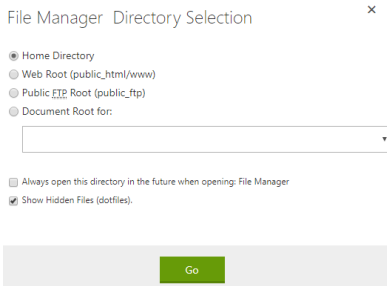 File Manager Directory Selection
×
Home Directory
Web Root (public_html/www)
Public FTP Root (public_ftp)
Document Root for:
Always open this directory in the future when opening: File Manager
Show Hidden Files (dotfiles).
Go